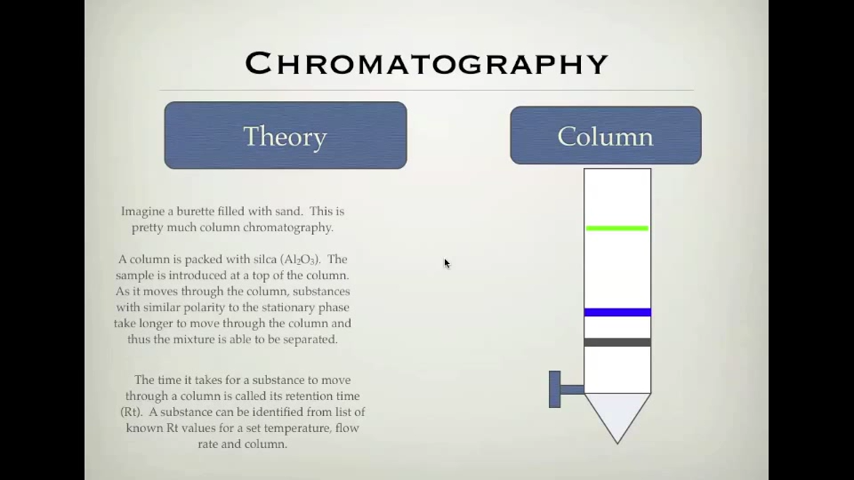 CHROMATOGRAPHY
Theory
Column
Imagine a burette filled with sand. This is
pretty much column chromatography.
A column is packed with silca (Al₂O₃). The
sample is introduced at a top of the column.
As it moves through the column, substances
with similar polarity to the stationary phase
take longer to move through the column and
thus the mixture is able to be separated.
The time it takes for a substance to move
through a column is called its retention time
(Rt). A substance can be identified from list of
known Rt values for a set temperature, flow
rate and column.